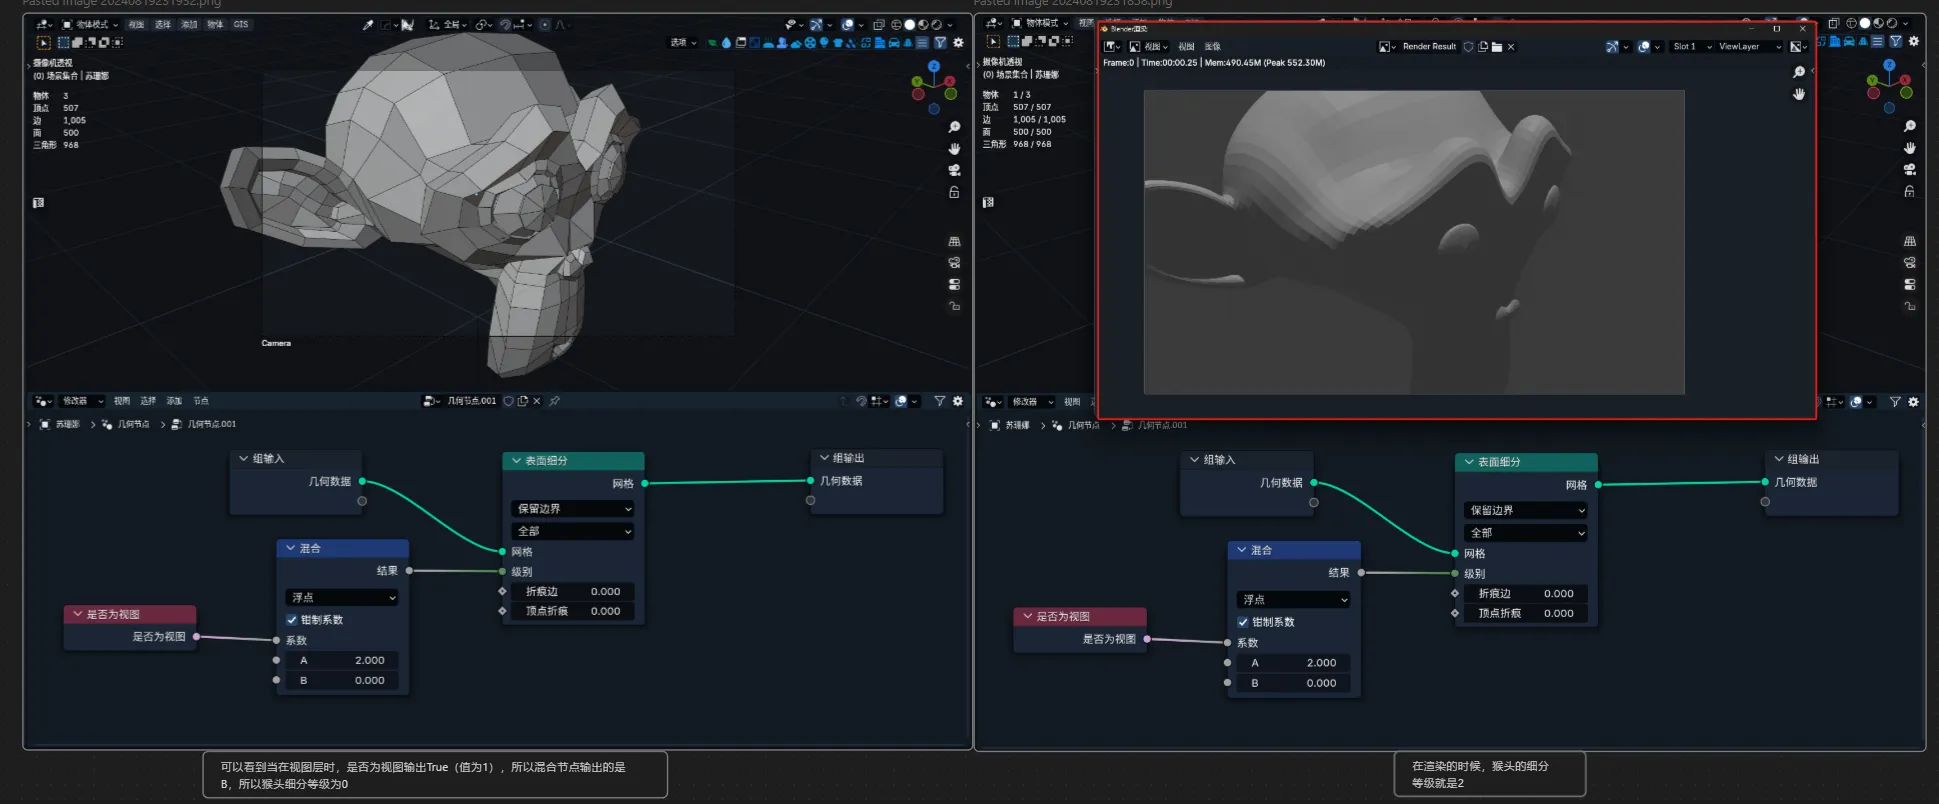 Pasted image 20240819231932.png
物体模式 视图 选择 添加 物体 GIS
全局
选项
摄像机透视
(0) 场景集合 | 苏珊娜
物体 3
顶点 507
边 1,005
面 500
三角形 968
Camera
修改器 视图 选择 添加 节点
几何节点.001
苏珊娜 几何节点 几何节点.001
组输入
几何数据
表面细分
网格
保留边界
全部
网格
级别
折痕边 0.000
顶点折痕 0.000
组输出
几何数据
混合
结果
浮点
钳制系数
系数
A 2.000
B 0.000
是否为视图
是否为视图
可以看到当在视图层时，是否为视图输出True（值为1），所以混合节点输出的是
B，所以猴头细分等级为0
Pasted image 20240819231858.png
物体模式 视图
摄像机透视
(0) 场景集合 | 苏珊娜
物体 1 / 3
顶点 507 / 507
边 1,005 / 1,005
面 500 / 500
三角形 968 / 968
Blender渲染
视图 视图 图像
Render Result
Slot 1 ViewLayer
Frame:0 | Time:00:00.25 | Mem:490.45M (Peak 552.30M)
修改器 视图
苏珊娜 几何节点 几何节点.001
组输入
几何数据
表面细分
网格
保留边界
全部
网格
级别
折痕边 0.000
顶点折痕 0.000
组输出
几何数据
混合
结果
浮点
钳制系数
系数
A 2.000
B 0.000
是否为视图
是否为视图
在渲染的时候，猴头的细分
等级就是2